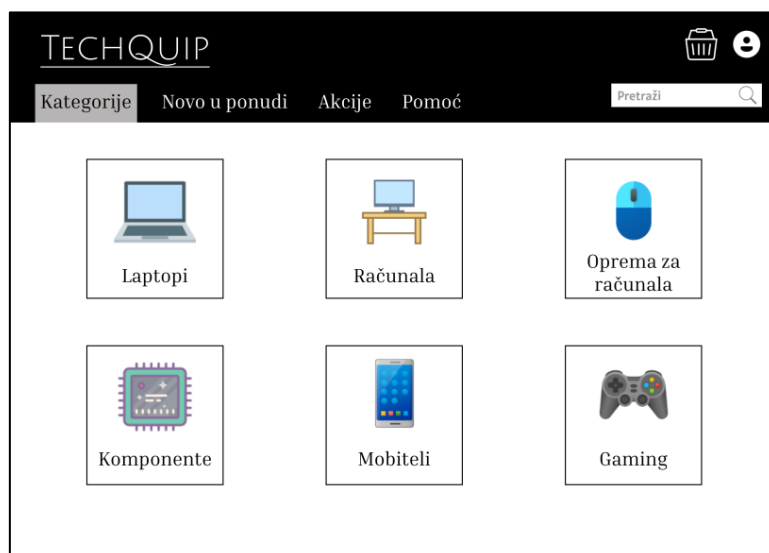 TECHQUIP
Kategorije Novo u ponudi Akcije Pomoć Pretraži
Laptopi Računala Oprema za
računala
Komponente Mobiteli Gaming